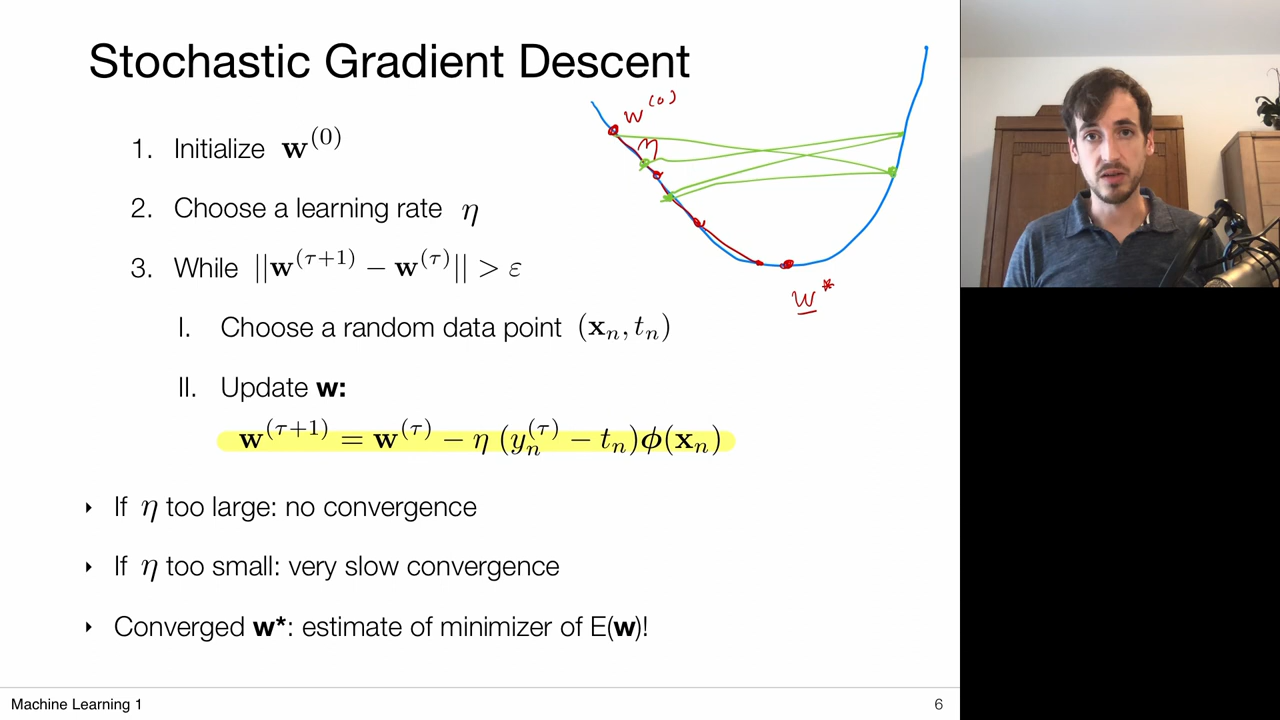 Stochastic Gradient Descent
w^(0)
η
w*
1. Initialize w^(0)
2. Choose a learning rate η
3. While ||w^(τ+1) − w^(τ)|| > ε
I. Choose a random data point (x_n, t_n)
II. Update w:
w^(τ+1) = w^(τ) − η (y_n^(τ) − t_n)ϕ(x_n)
‣ If η too large: no convergence
‣ If η too small: very slow convergence
‣ Converged w*: estimate of minimizer of E(w)!
Machine Learning 1
6